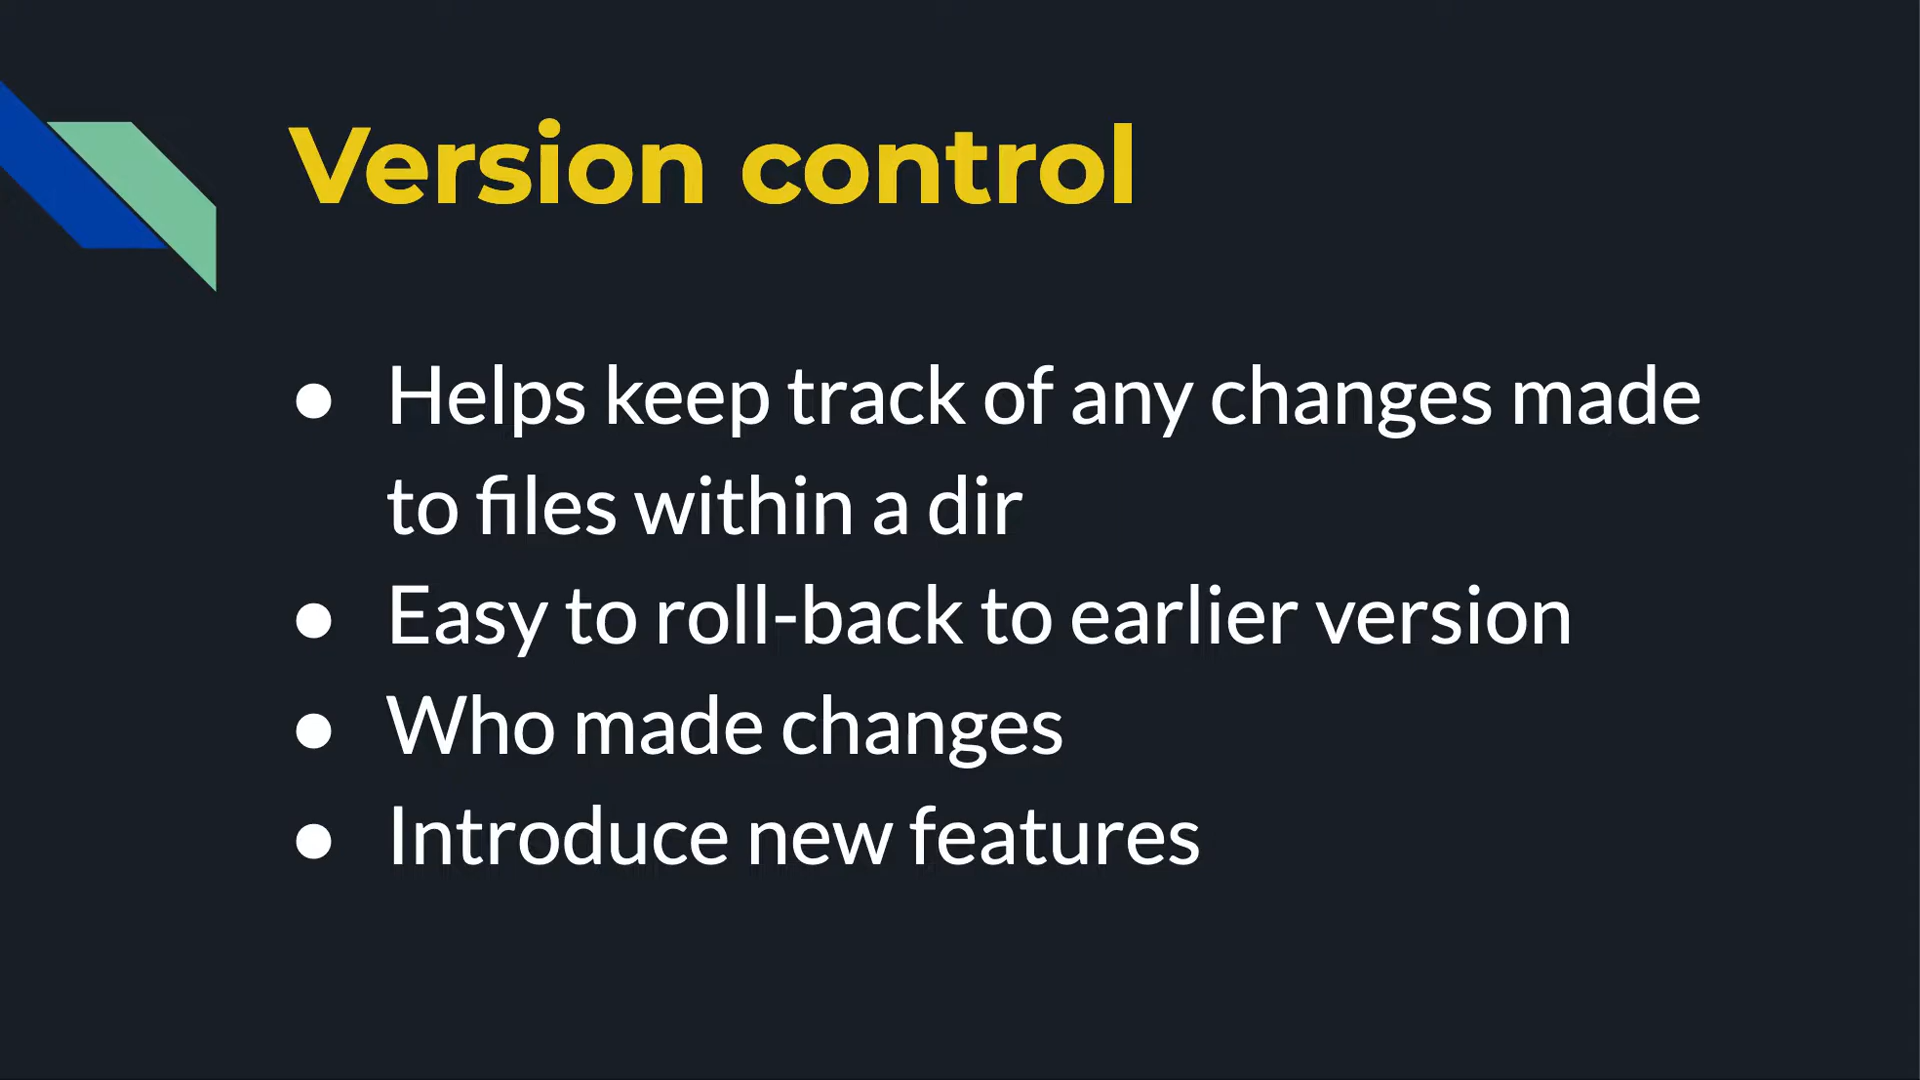 Version control
● Helps keep track of any changes made
to files within a dir
● Easy to roll-back to earlier version
● Who made changes
● Introduce new features